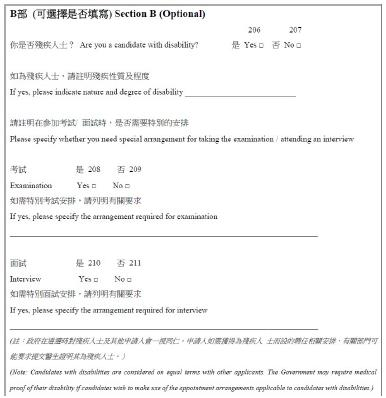 B部 (可選擇是否填寫) Section B (Optional)
206 207
你是否殘疾人士？ Are you a candidate with disability? 是 Yes □ 否 No □
如為殘疾人士，請註明殘疾性質及程度
If yes, please indicate nature and degree of disability
請註明在參加考試/ 面試時，是否需要特別的安排
Please specify whether you need special arrangement for taking the examination / attending an interview
考試 是 208 否 209
Examination Yes □ No □
如需特別考試安排，請列明有關要求
If yes, please specify the arrangement required for examination
面試 是 210 否 211
Interview Yes □ No □
如需特別面試安排，請列明有關要求
If yes, please specify the arrangement required for interview
(註：政府在遴選時對殘疾人士及其他申請人會一視同仁。申請人如需獲得為殘疾人 士而設的聘任相關安排，有關部門可
能要求提交醫生證明其為殘疾人士。)
(Note: Candidates with disabilities are considered on equal terms with other applicants. The Government may require medical
proof of their disability if candidates wish to make use of the appointment arrangements applicable to candidates with disabilities.)